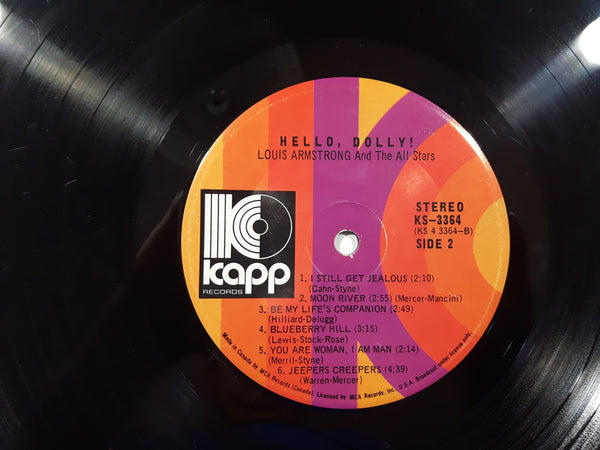 HELLO, DOLLY!
LOUIS ARMSTRONG And The All Stars
STEREO
KS-3364
(KS 4 3364-B)
SIDE 2
K
kapp
RECORDS
1. I STILL GET JEALOUS (2:10)
(Cahn-Styne)
2. MOON RIVER (2:55) (Mercer-Mancini)
3. BE MY LIFE'S COMPANION (2:49)
(Hilliard-Delugg)
4. BLUEBERRY HILL (3:15)
(Lewis-Stock-Rose)
5. YOU ARE WOMAN, I AM MAN (2:14)
(Merril-Styne)
6. JEEPERS CREEPERS (4:39)
(Warren-Mercer)
Made in Canada by MCA Records (Canada), Licensed by MCA Records, Inc., U.S.A. Broadcast under license only.